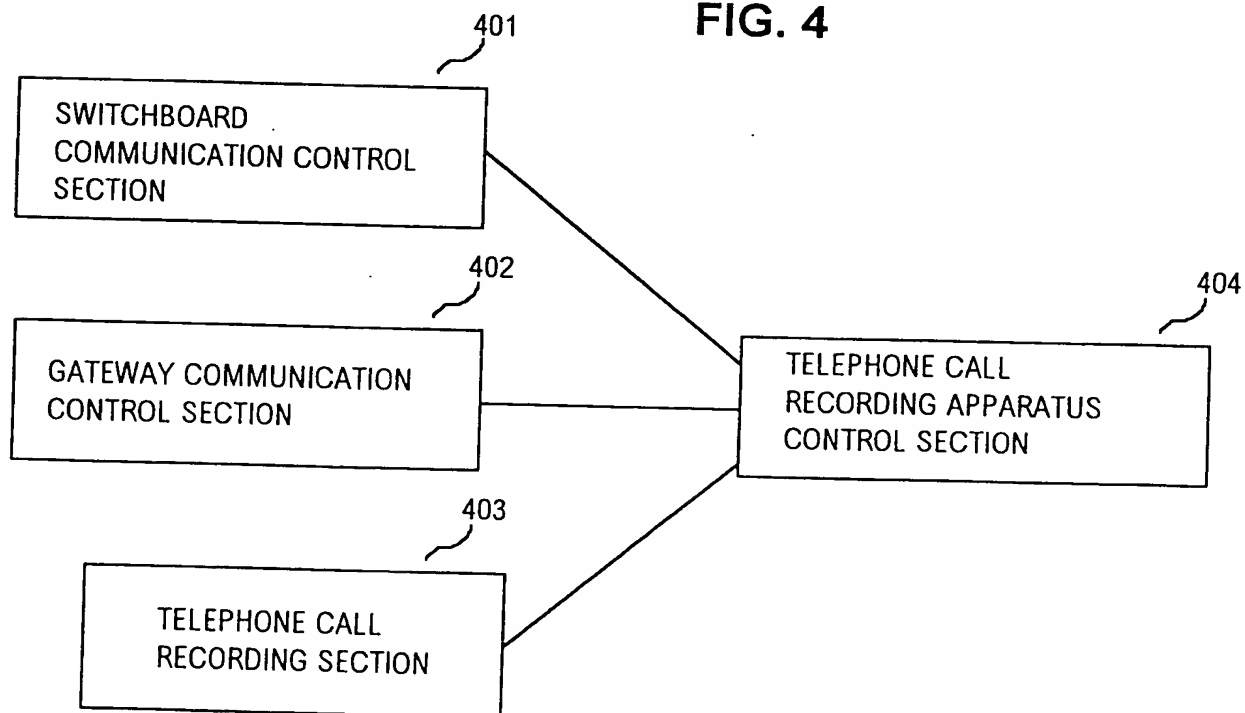 FIG. 4
401
SWITCHBOARD
COMMUNICATION CONTROL
SECTION
402
GATEWAY COMMUNICATION
CONTROL SECTION
403
TELEPHONE CALL
RECORDING SECTION
404
TELEPHONE CALL
RECORDING APPARATUS
CONTROL SECTION